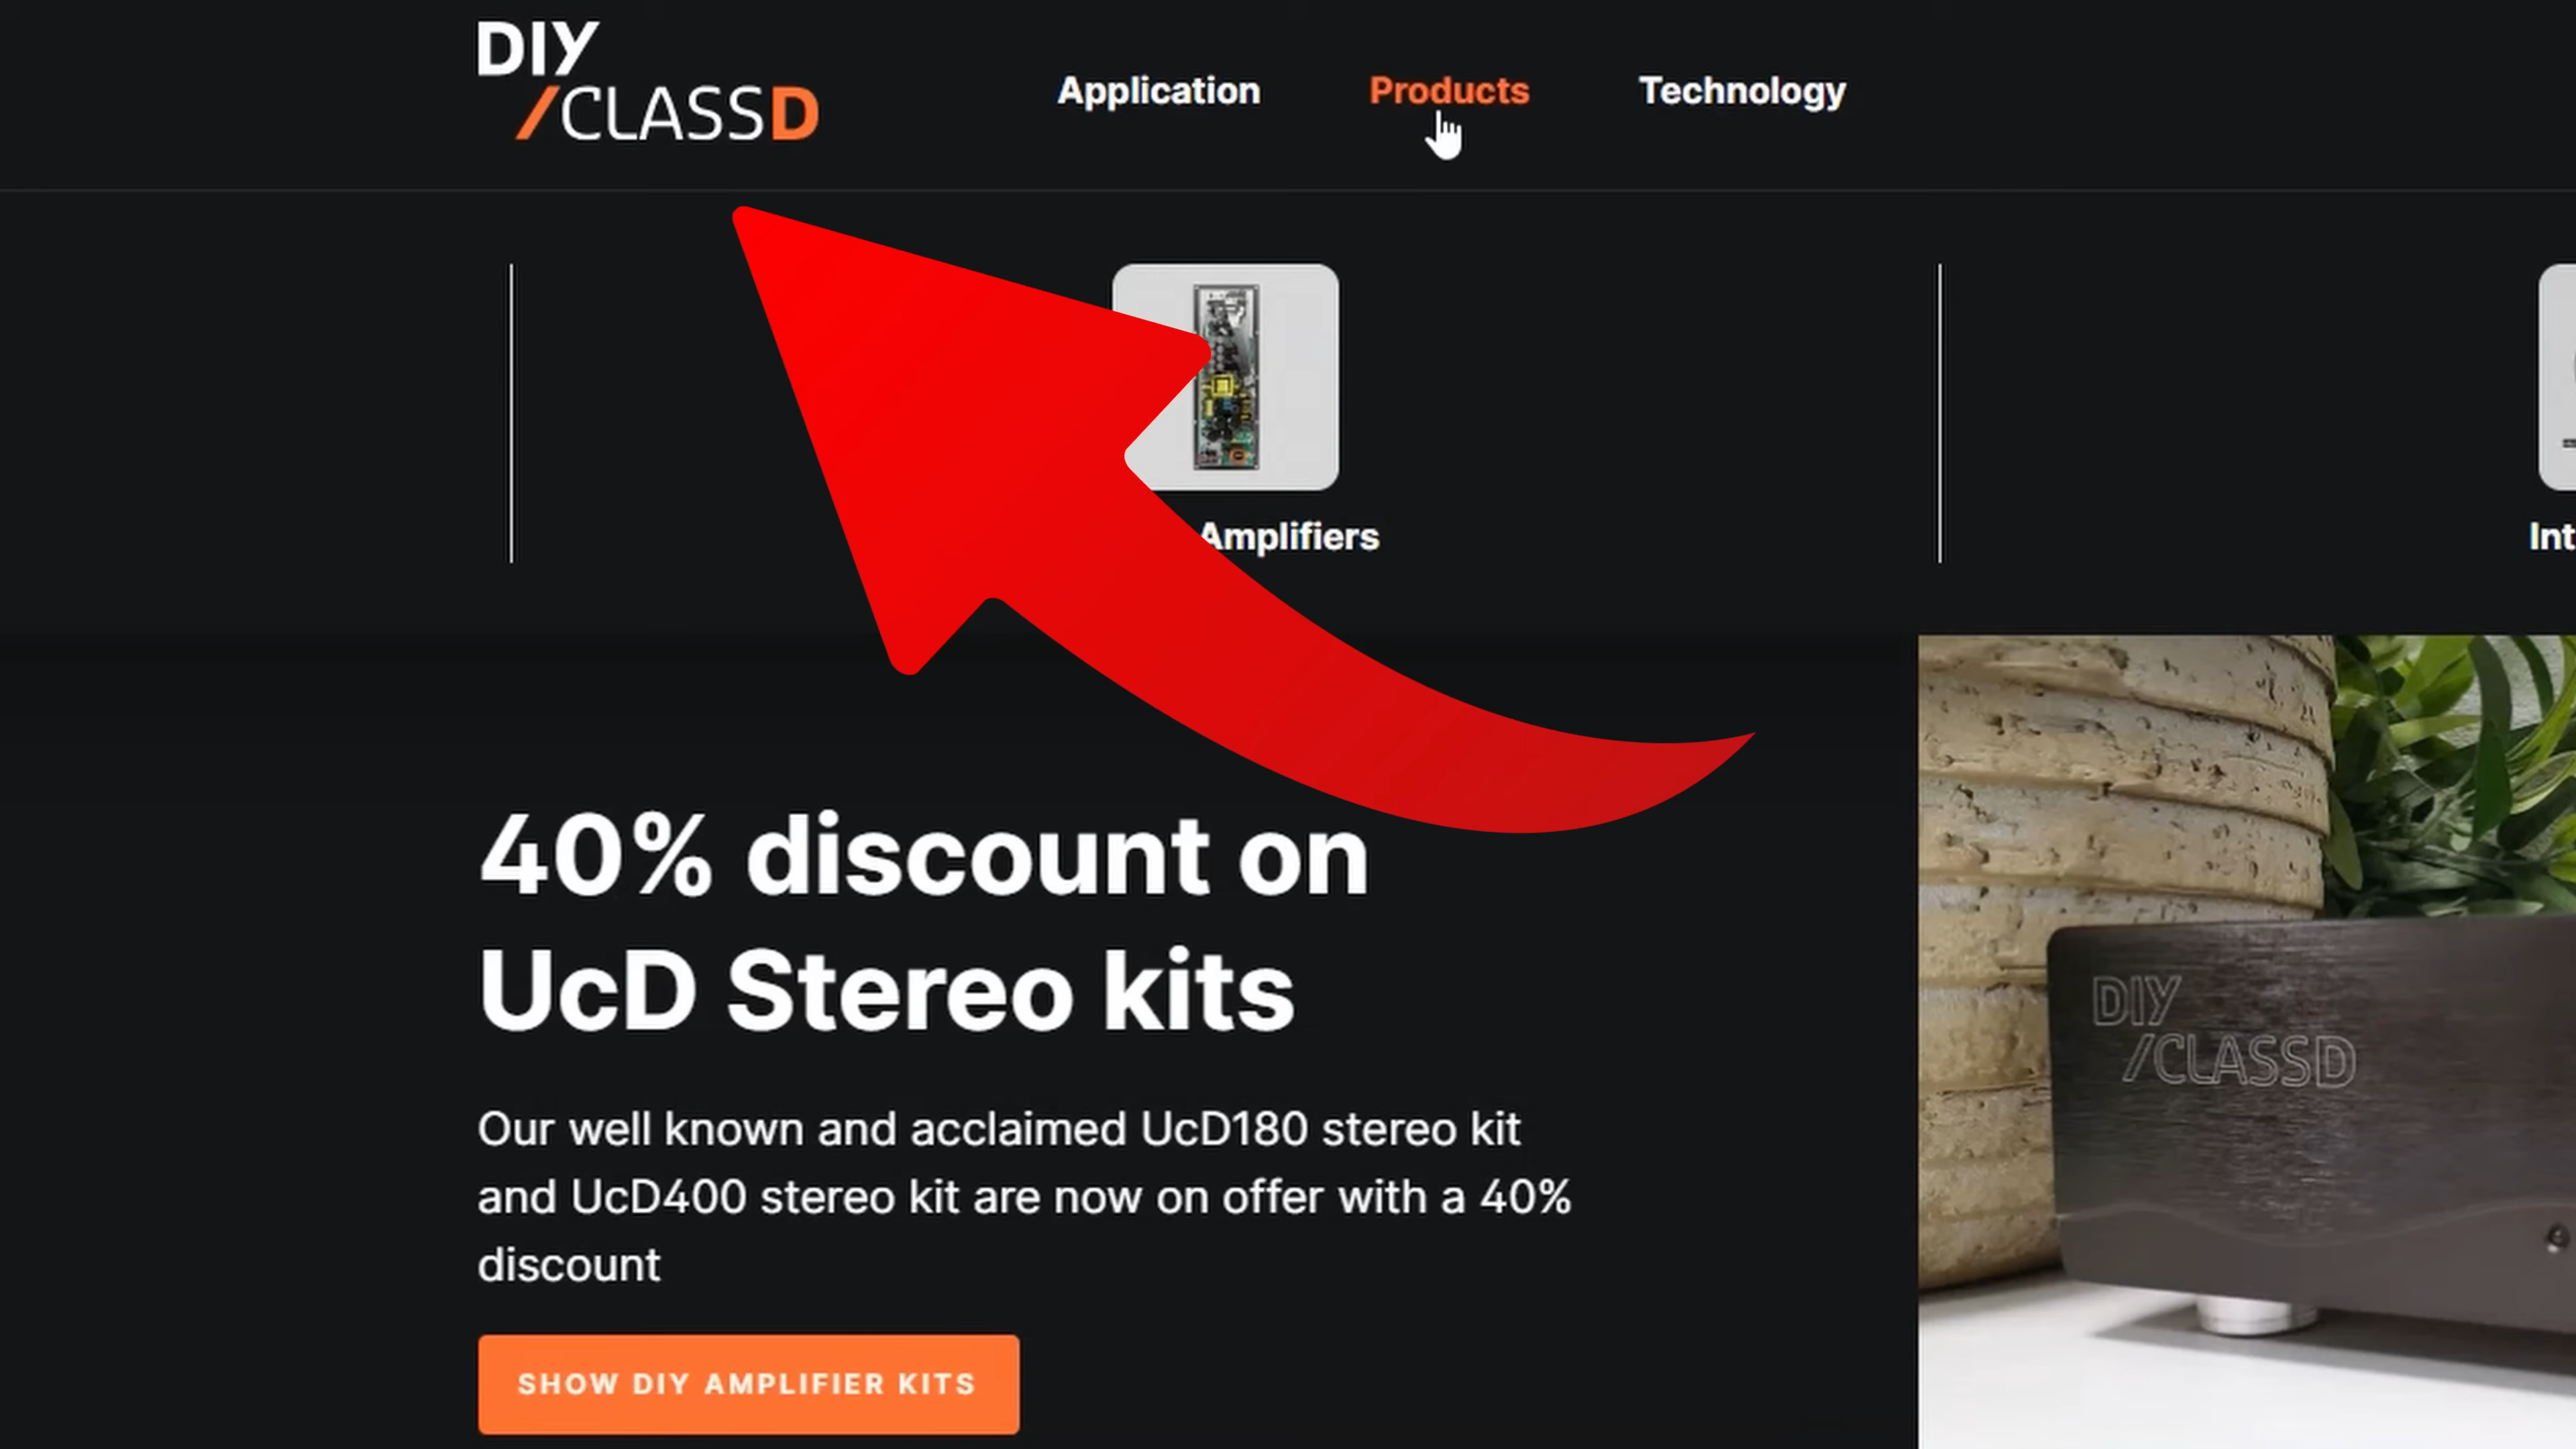 DIY
/CLASSD
Application
Products
Technology
Amplifiers
Int
40% discount on
UcD Stereo kits
Our well known and acclaimed UcD180 stereo kit
and UcD400 stereo kit are now on offer with a 40%
discount
SHOW DIY AMPLIFIER KITS
DIY
/CLASSD